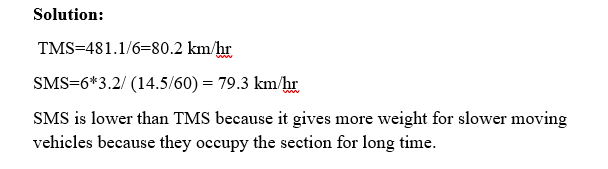 Solution:
TMS=481.1/6=80.2 km/hr
SMS=6*3.2/ (14.5/60) = 79.3 km/hr
SMS is lower than TMS because it gives more weight for slower moving
vehicles because they occupy the section for long time.